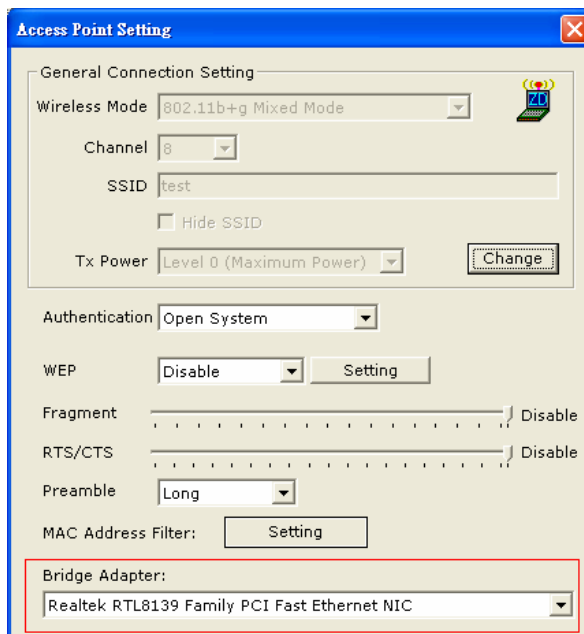 Access Point Setting
General Connection Setting
Wireless Mode 802.11b+g Mixed Mode
ZD
Channel 8
SSID test
Hide SSID
Tx Power Level 0 (Maximum Power) Change
Authentication Open System
WEP Disable Setting
Fragment Disable
RTS/CTS Disable
Preamble Long
MAC Address Filter: Setting
Bridge Adapter:
Realtek RTL8139 Family PCI Fast Ethernet NIC